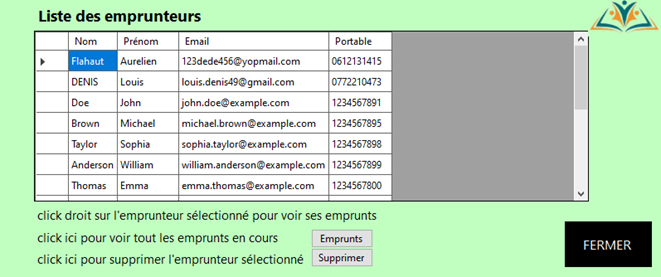 Liste des emprunteurs
Nom Prénom Email Portable
Flahaut Aurelien 123dede456@yopmail.com 0612131415
DENIS Louis louis.denis49@gmail.com 0772210473
Doe John john.doe@example.com 1234567891
Brown Michael michael.brown@example.com 1234567895
Taylor Sophia sophia.taylor@example.com 1234567898
Anderson William william.anderson@example.com 1234567899
Thomas Emma emma.thomas@example.com 1234567800
click droit sur l'emprunteur sélectionné pour voir ses emprunts
click ici pour voir tout les emprunts en cours Emprunts
click ici pour supprimer l'emprunteur sélectionné Supprimer
FERMER